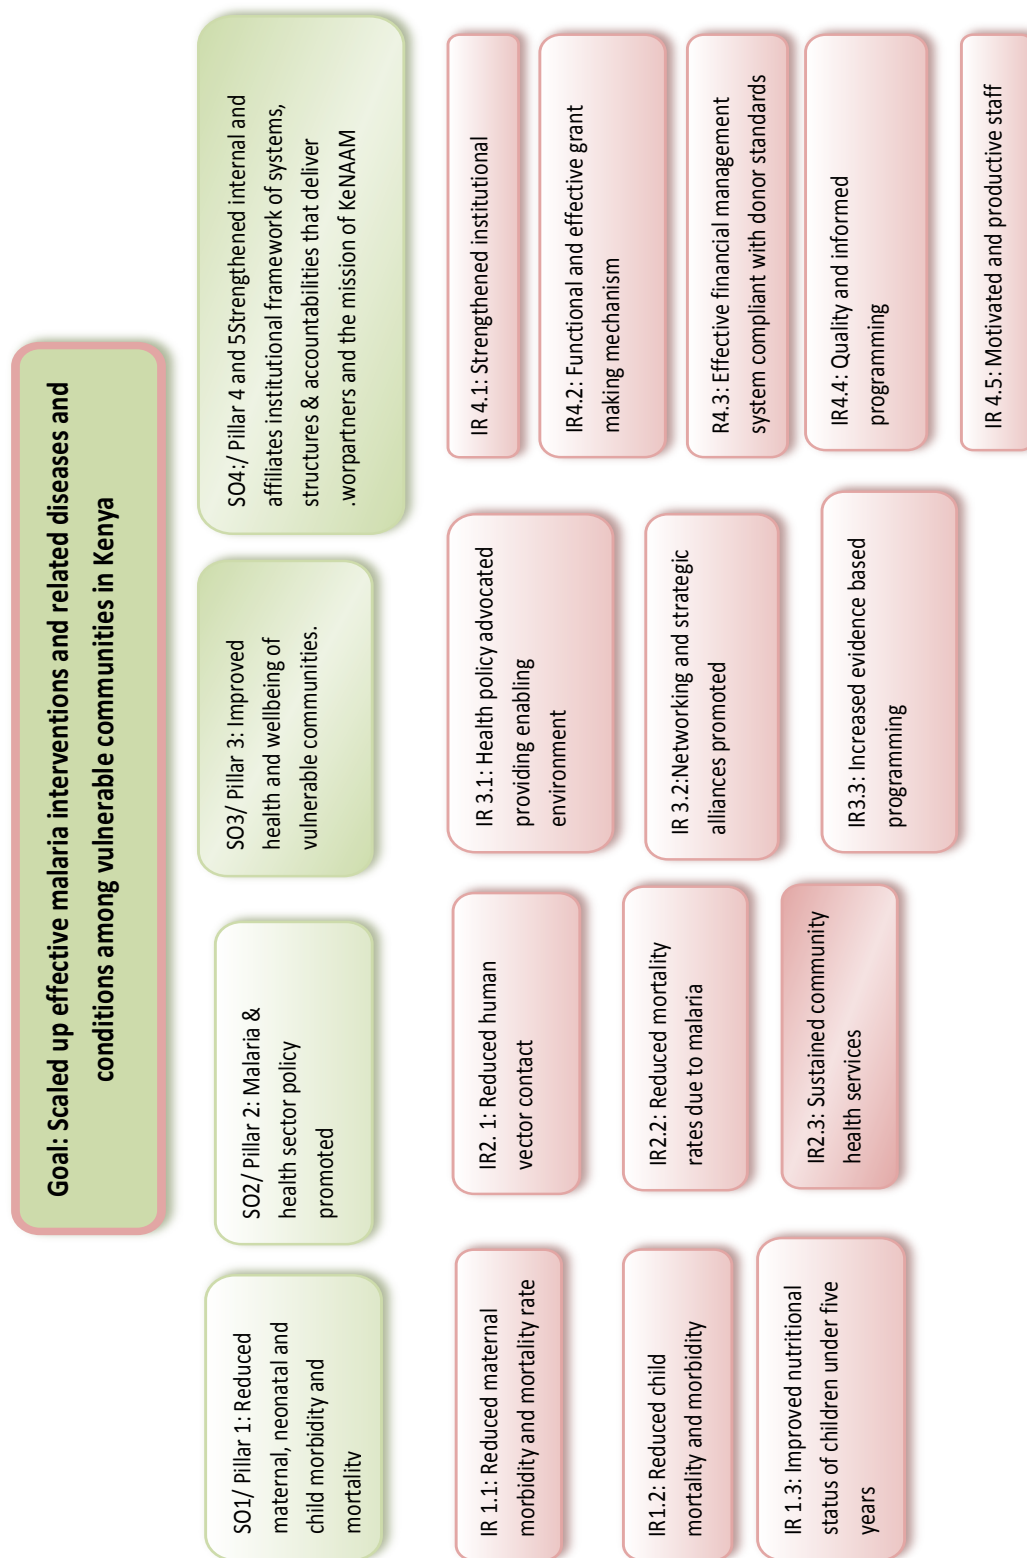 Goal: Scaled up effective malaria interventions and related diseases and
conditions among vulnerable communities in Kenya
SO1/ Pillar 1: Reduced
maternal, neonatal and
child morbidity and
mortality
SO2/ Pillar 2: Malaria &
health sector policy
promoted
SO3/ Pillar 3: Improved
health and wellbeing of
vulnerable communities.
SO4:/ Pillar 4 and 5Strengthened internal and
affiliates institutional framework of systems,
structures & accountabilities that deliver
.worpartners and the mission of KeNAAM
IR 1.1: Reduced maternal
morbidity and mortality rate
IR1.2: Reduced child
mortality and morbidity
IR 1.3: Improved nutritional
status of children under five
years
IR2. 1: Reduced human
vector contact
IR2.2: Reduced mortality
rates due to malaria
IR2.3: Sustained community
health services
IR 3.1: Health policy advocated
providing enabling
environment
IR 3.2:Networking and strategic
alliances promoted
IR3.3: Increased evidence based
programming
IR 4.1: Strengthened institutional
IR4.2: Functional and effective grant
making mechanism
R4.3: Effective financial management
system compliant with donor standards
IR4.4: Quality and informed
programming
IR 4.5: Motivated and productive staff